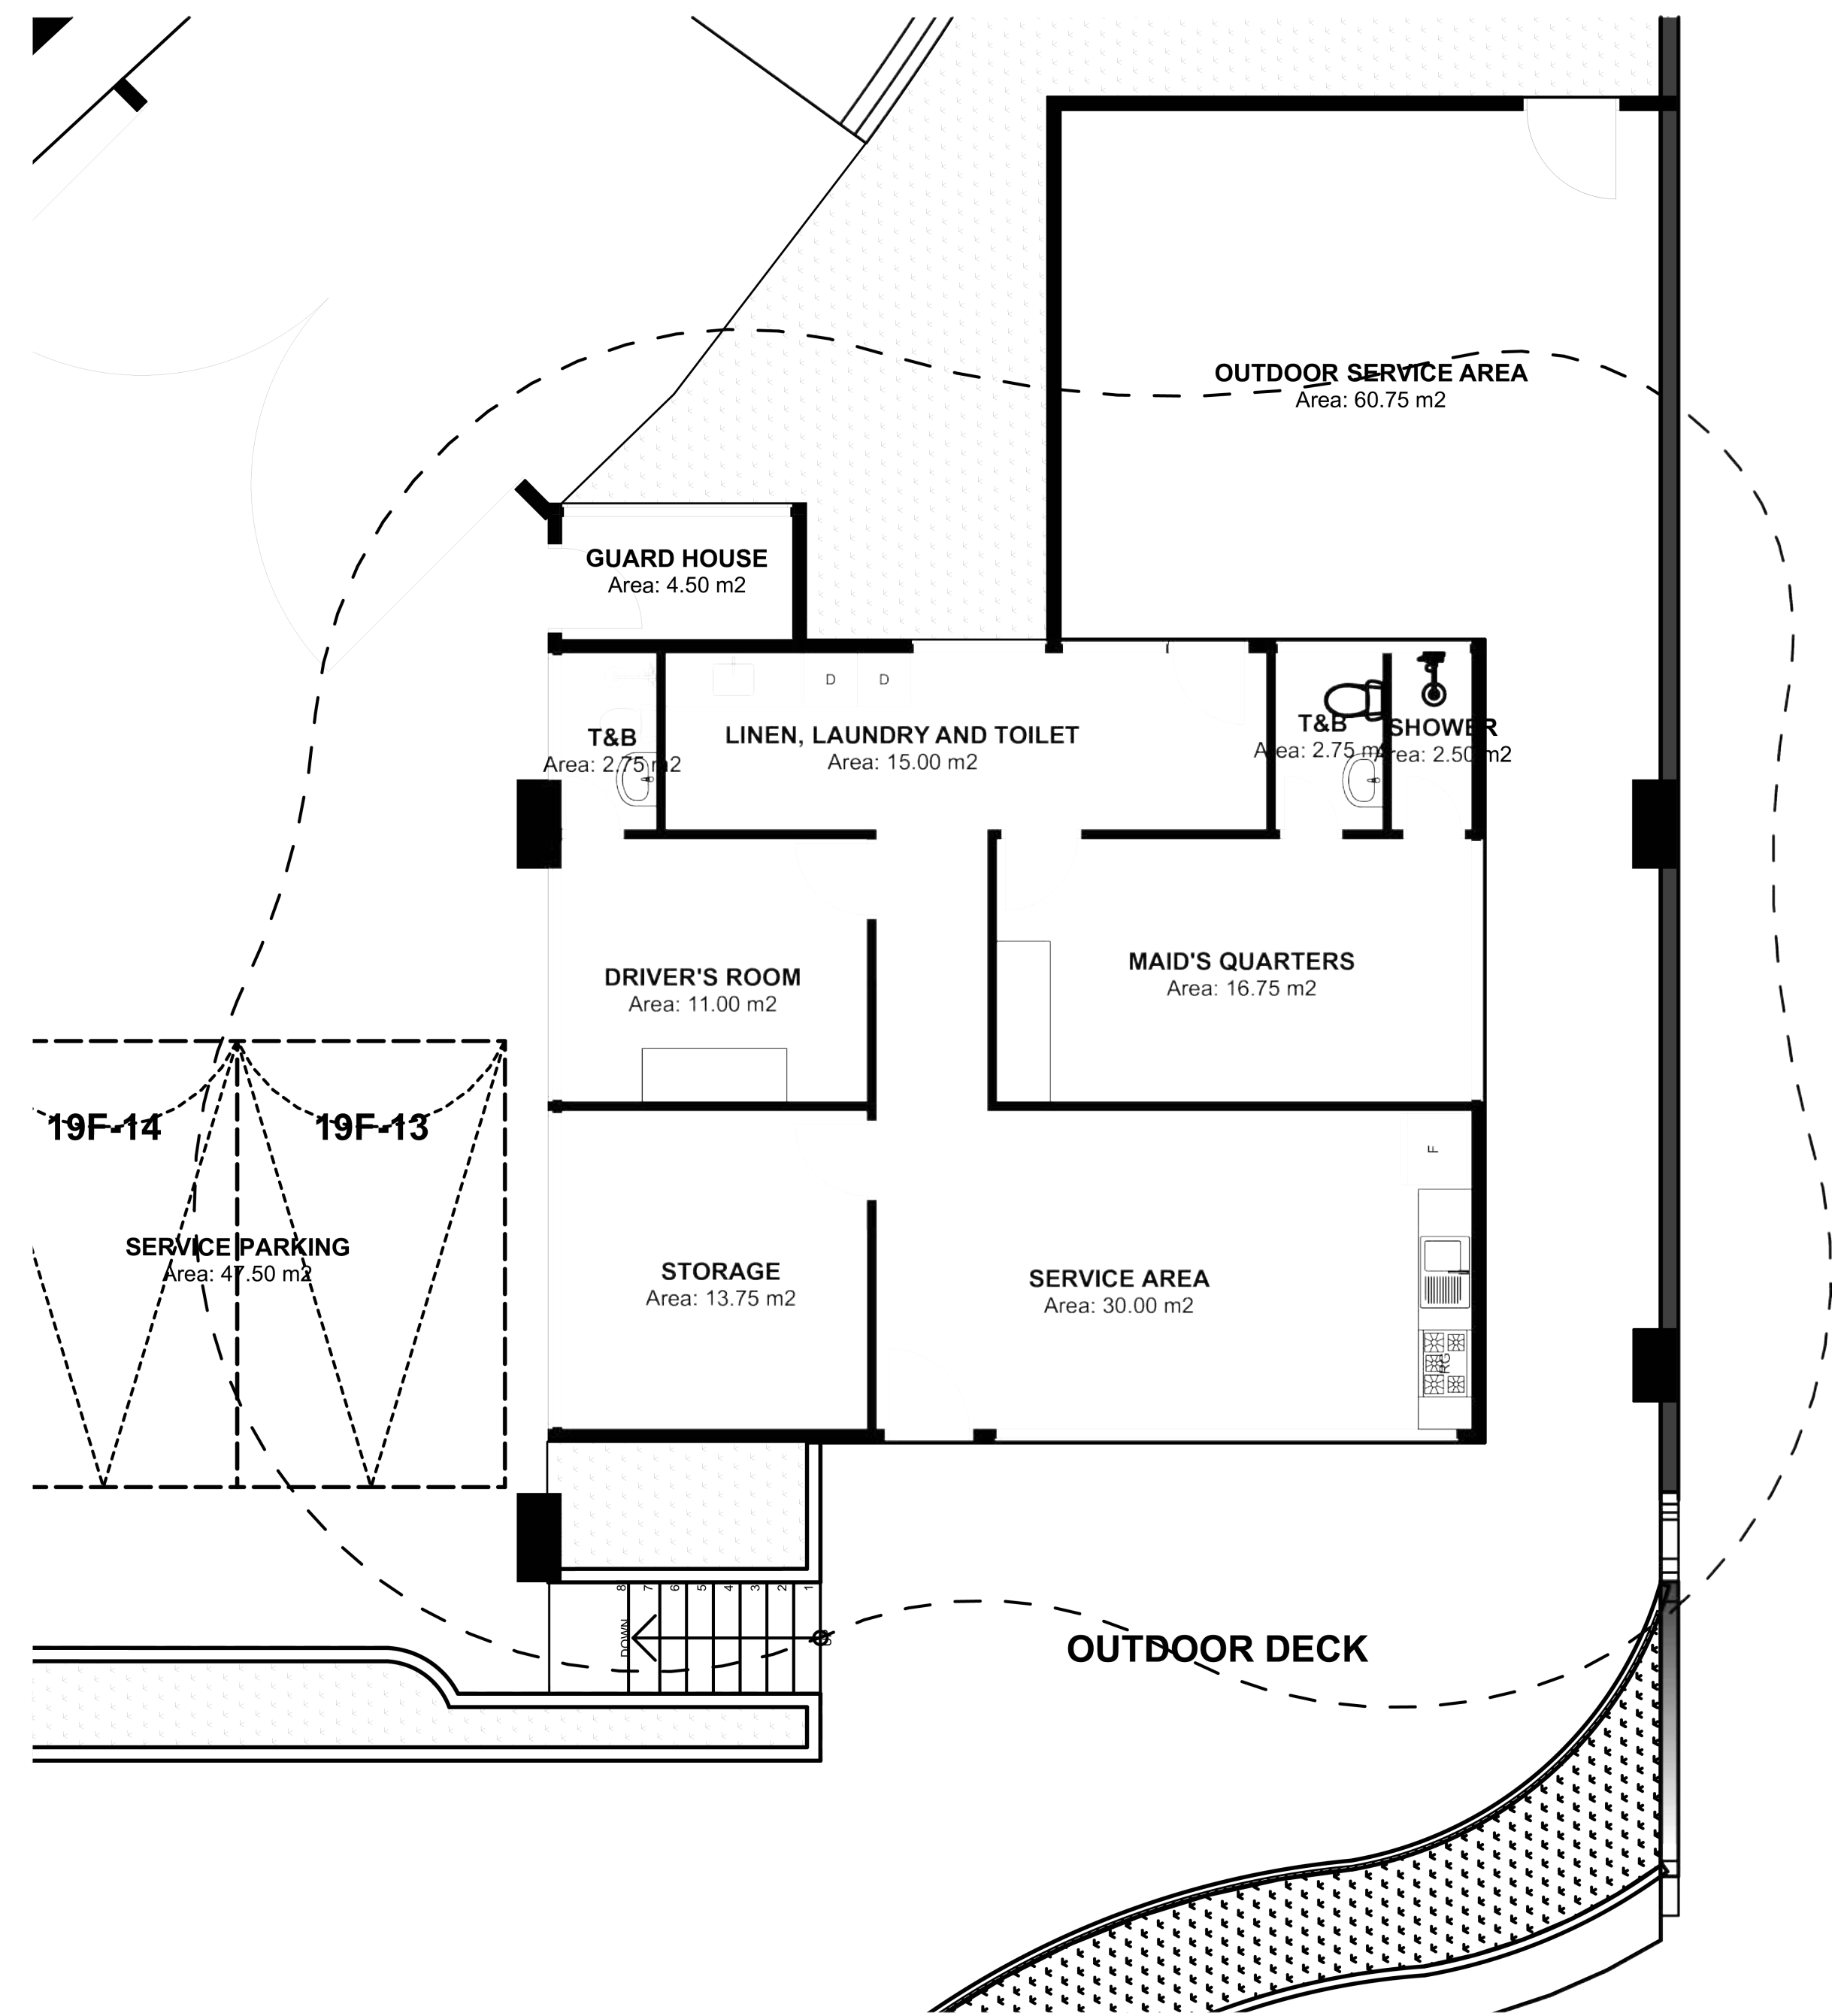 OUTDOOR SERVICE AREA
Area: 60.75 m2
GUARD HOUSE
Area: 4.50 m2
D D
LINEN, LAUNDRY AND TOILET
Area: 15.00 m2
T&B
Area: 2.75 m2
T&B
Area: 2.75 m2
SHOWER
Area: 2.50 m2
DRIVER'S ROOM
Area: 11.00 m2
MAID'S QUARTERS
Area: 16.75 m2
19F-14
19F-13
SERVICE PARKING
Area: 47.50 m2
STORAGE
Area: 13.75 m2
SERVICE AREA
Area: 30.00 m2
F
RG
8 7 6 5 4 3 2 1
DOWN
OUTDOOR DECK